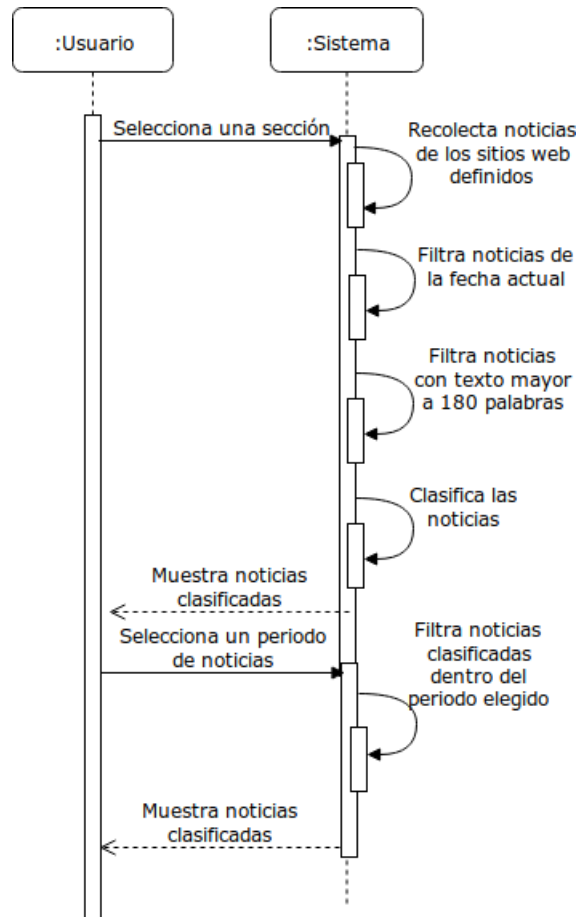 :Usuario
:Sistema
Selecciona una sección
Recolecta noticias
de los sitios web
definidos
Filtra noticias de
la fecha actual
Filtra noticias
con texto mayor
a 180 palabras
Clasifica las
noticias
Muestra noticias
clasificadas
Selecciona un periodo
de noticias
Filtra noticias
clasificadas
dentro del
periodo elegido
Muestra noticias
clasificadas